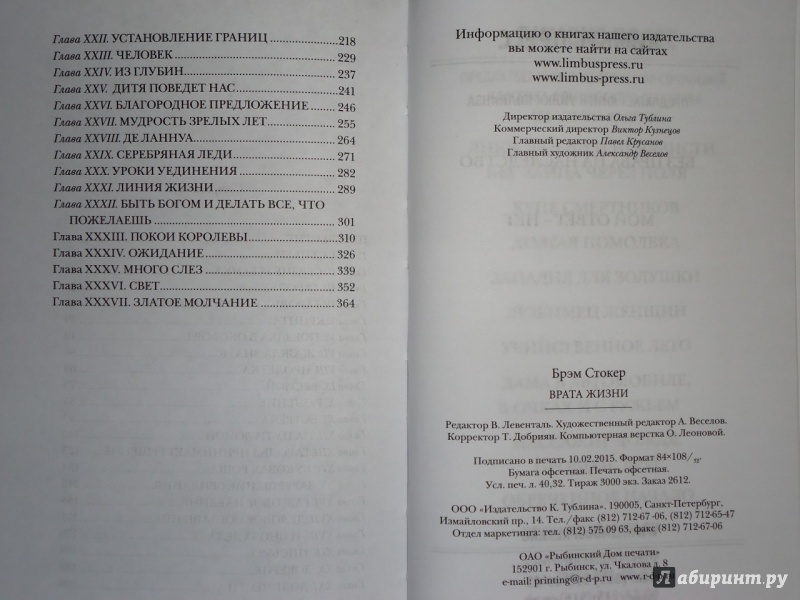 Глава XXII. УСТАНОВЛЕНИЕ ГРАНИЦ 218
Глава XXIII. ЧЕЛОВЕК 229
Глава XXIV. ИЗ ГЛУБИН 237
Глава XXV. ДИТЯ ПОВЕДЕТ НАС 241
Глава XXVI. БЛАГОРОДНОЕ ПРЕДЛОЖЕНИЕ 246
Глава XXVII. МУДРОСТЬ ЗРЕЛЫХ ЛЕТ 255
Глава XXVIII. ДЕ ЛАННУА 264
Глава XXIX. СЕРЕБРЯНАЯ ЛЕДИ 271
Глава XXX. УРОКИ УЕДИНЕНИЯ 282
Глава XXXI. ЛИНИЯ ЖИЗНИ 289
Глава XXXII. БЫТЬ БОГОМ И ДЕЛАТЬ ВСЕ, ЧТО
ПОЖЕЛАЕШЬ 301
Глава XXXIII. ПОКОИ КОРОЛЕВЫ 310
Глава XXXIV. ОЖИДАНИЕ 326
Глава XXXV. МНОГО СЛЕЗ 339
Глава XXXVI. СВЕТ 352
Глава XXXVII. ЗЛАТОЕ МОЛЧАНИЕ 364
Информацию о книгах нашего издательства
вы можете найти на сайтах
www.limbuspress.ru
www.limbus-press.ru
Директор издательства Ольга Тублина
Коммерческий директор Виктор Кузнецов
Главный редактор Павел Крусанов
Главный художник Александр Веселов
Брэм Стокер
ВРАТА ЖИЗНИ
Редактор В. Левенталь. Художественный редактор А. Веселов.
Корректор Т. Добриян. Компьютерная верстка О. Леоновой.
Подписано в печать 10.02.2015. Формат 84×108/32.
Бумага офсетная. Печать офсетная.
Усл. печ. л. 40,32. Тираж 3000 экз. Заказ 2612.
ООО «Издательство К. Тублина». 190005, Санкт-Петербург,
Измайловский пр., 14. Тел./факс (812) 712-67-06, (812) 712-65-47
Отдел маркетинга: тел. (812) 575 09 63, факс (812) 712-67-06
ОАО «Рыбинский Дом печати»
152901 г. Рыбинск, ул. Чкалова д. 8
e-mail: printing@r-d-p.ru www.r-d-p.ru
Лабиринт.ру